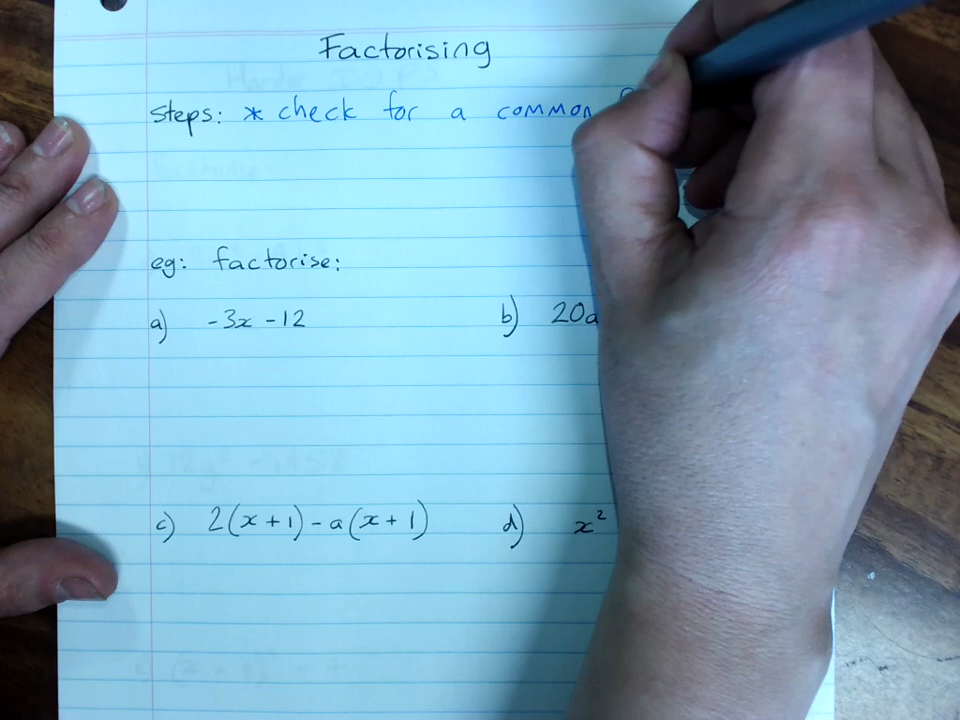 Factorising
steps: * check for a common
eg: factorise:
a) -3x -12
b) 20a
c) 2(x+1) - a(x+1)
d) x²